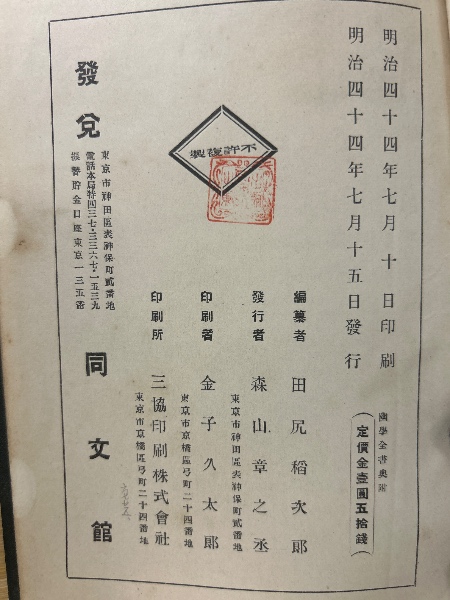 明治四十四年七月十日印刷
明治四十四年七月十五日發行
幽學全書奧附
(定價金壹圓五拾錢)
不許復製
編纂者 田尻稻次郎
東京市神田區表神保町貳番地
發行者 森山章之丞
東京市京橋區弓町二十四番地
印刷者 金子久太郎
東京市京橋區弓町二十四番地
印刷所 三協印刷株式會社
發兌 同文館
東京市神田區表神保町貳番地
電話本局特四三七・三三六七・一五三九
振替貯金口座東京一三五番